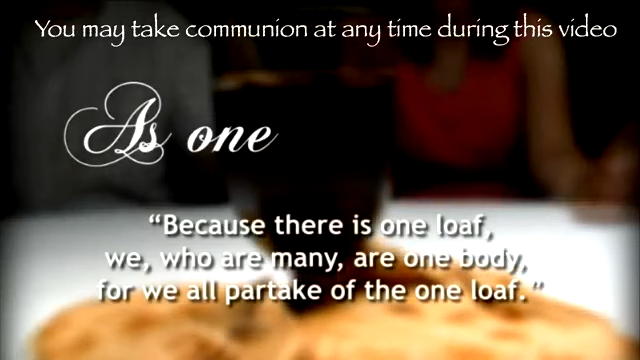 You may take communion at any time during this video
As one
“Because there is one loaf,
we, who are many, are one body,
for we all partake of the one loaf.”